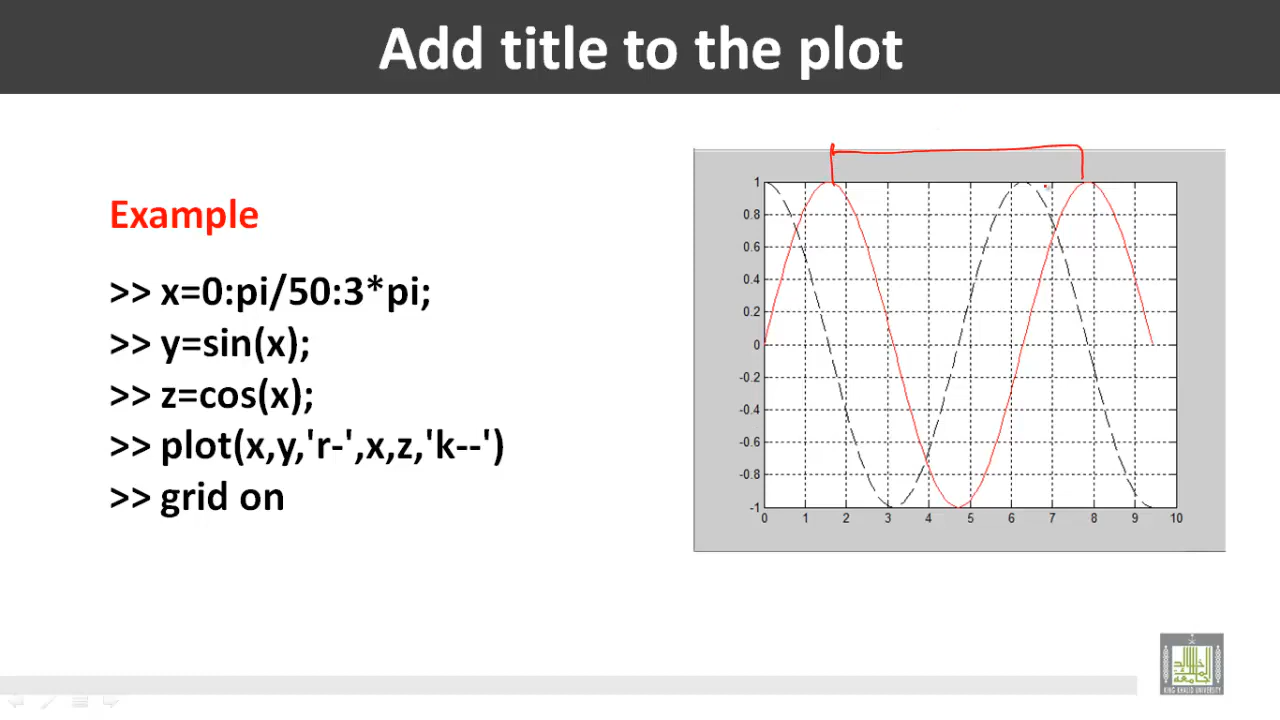 Add title to the plot
Example
>> x=0:pi/50:3*pi;
>> y=sin(x);
>> z=cos(x);
>> plot(x,y,'r-',x,z,'k--')
>> grid on
1
0.8
0.6
0.4
0.2
0
-0.2
-0.4
-0.6
-0.8
-1
0 1 2 3 4 5 6 7 8 9 10
KING KHALID UNIVERSITY